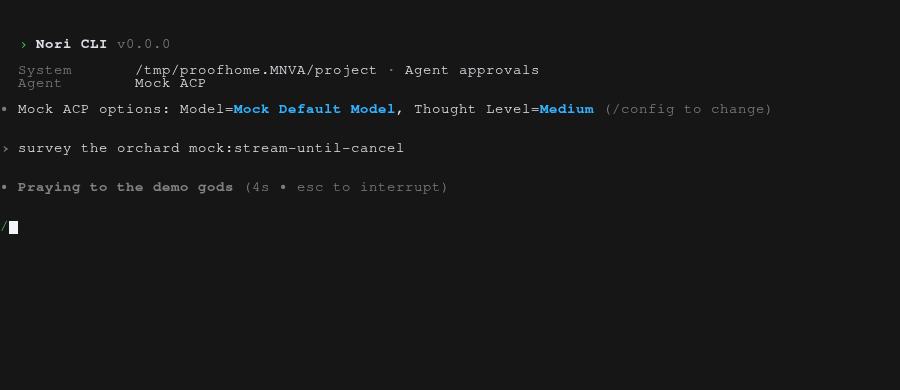 › Nori CLI v0.0.0
System /tmp/proofhome.MNVA/project · Agent approvals
Agent Mock ACP
• Mock ACP options: Model=Mock Default Model, Thought Level=Medium (/config to change)
› survey the orchard mock:stream-until-cancel
• Praying to the demo gods (4s • esc to interrupt)
/